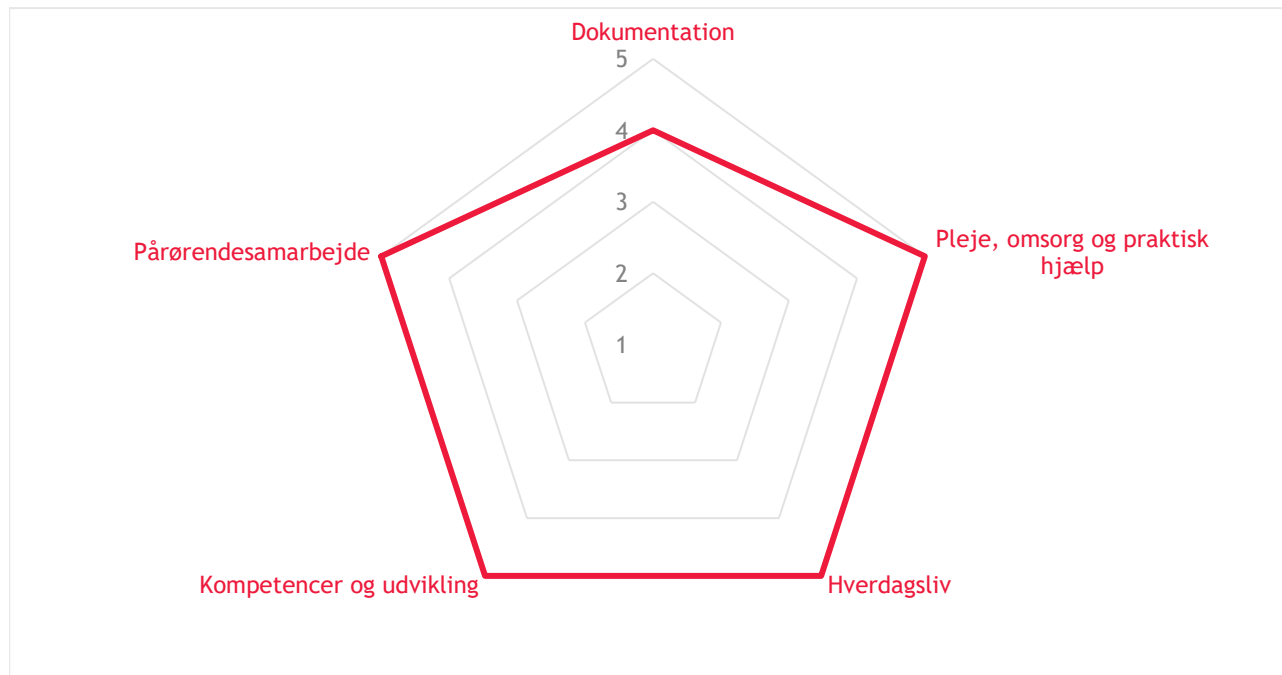 Dokumentation
5
4
3
2
1
Pleje, omsorg og praktisk
hjælp
Hverdagsliv
Kompetencer og udvikling
Pårørendesamarbejde